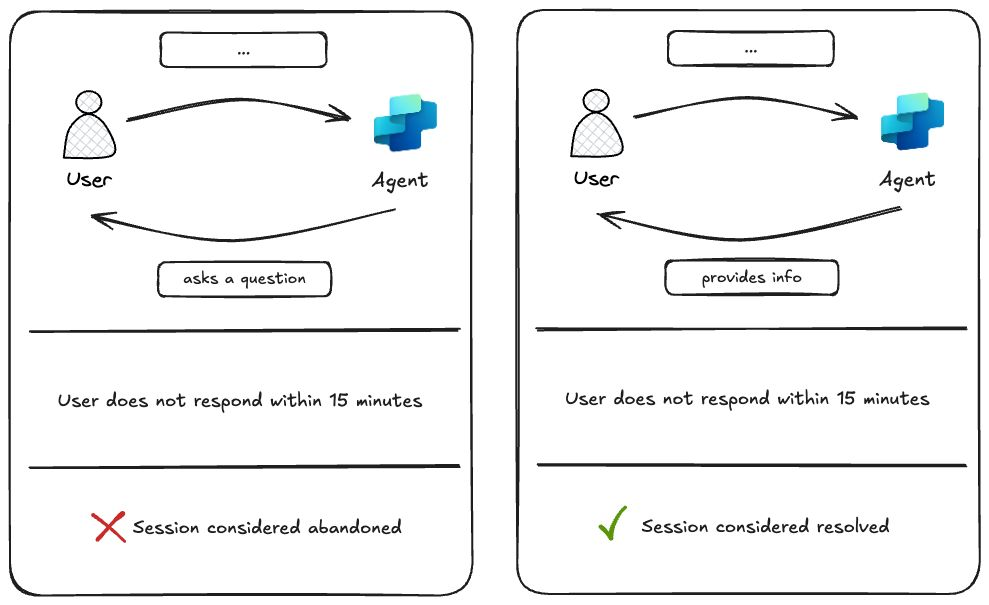 ...
User
Agent
asks a question
User does not respond within 15 minutes
Session considered abandoned
...
User
Agent
provides info
User does not respond within 15 minutes
Session considered resolved